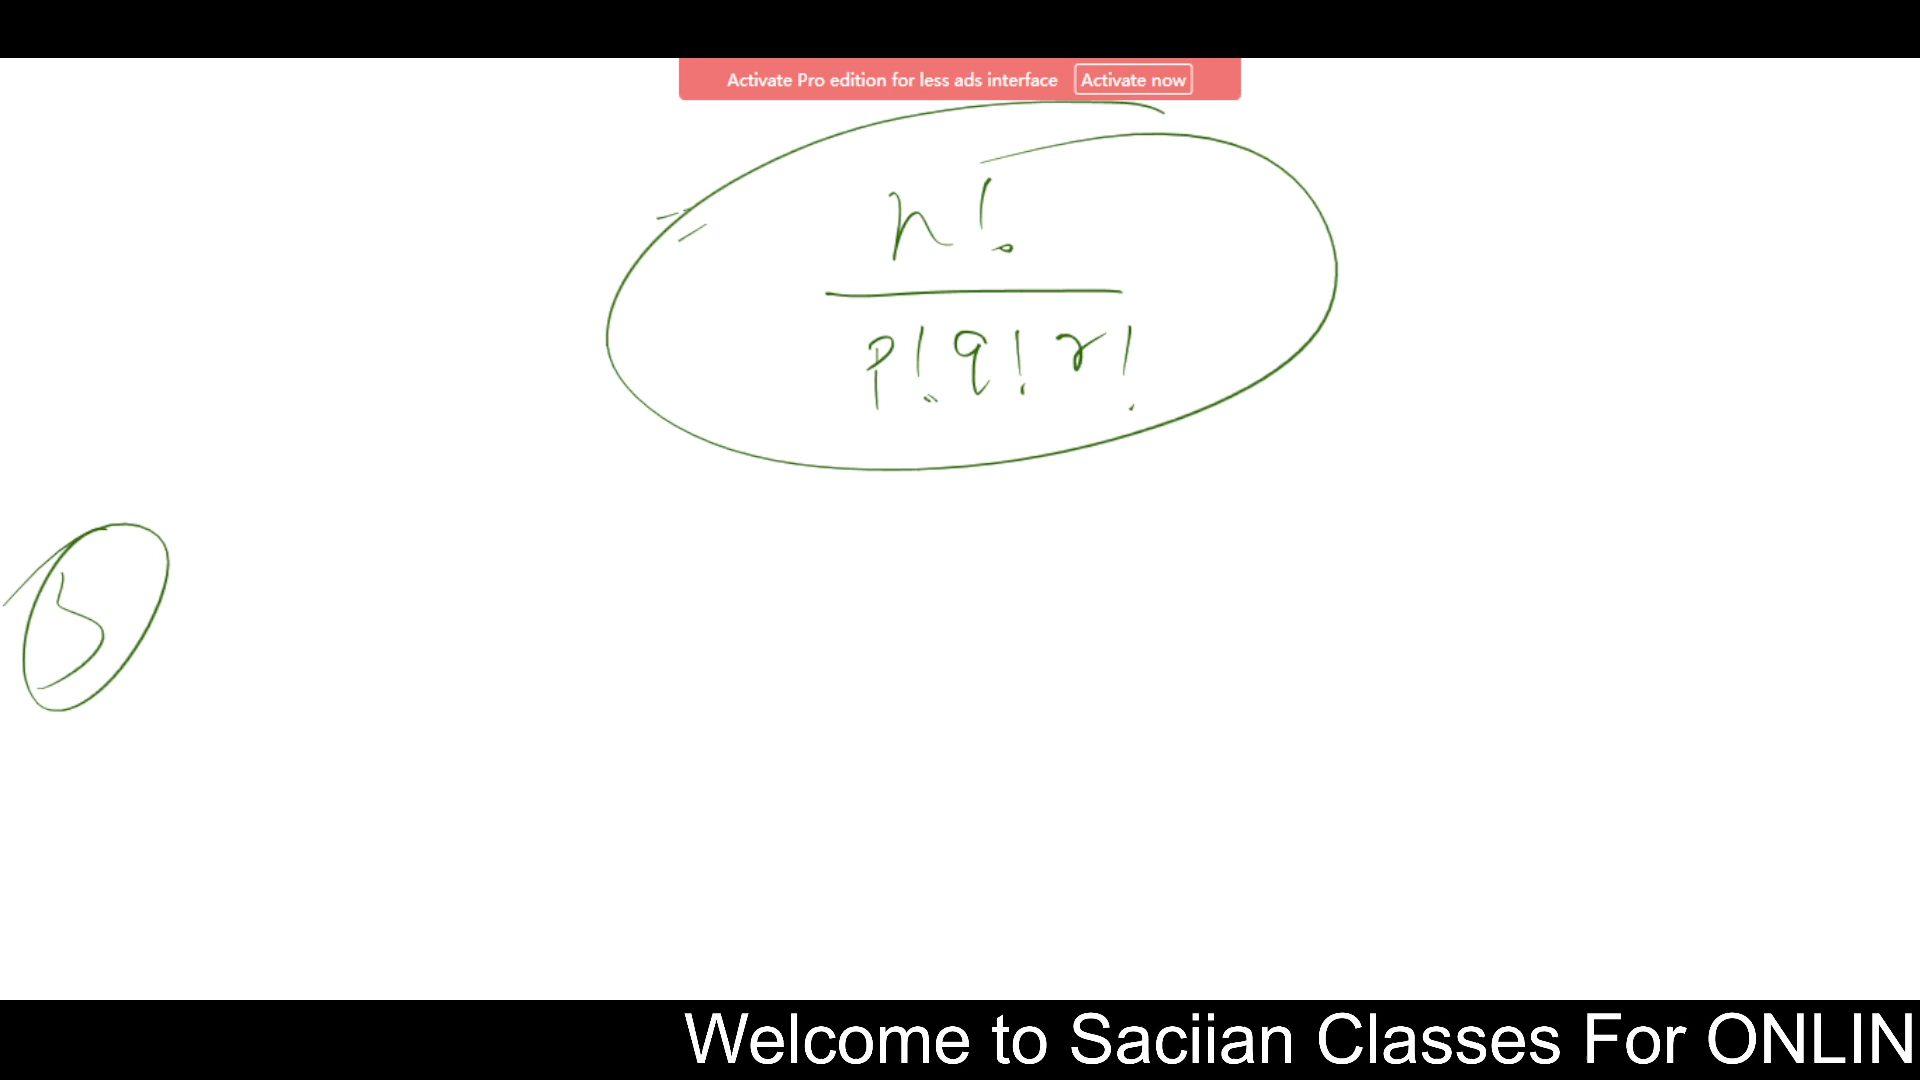 Activate Pro edition for less ads interface Activate now
= n!
p! q! r!
5
Welcome to Saciian Classes For ONLIN